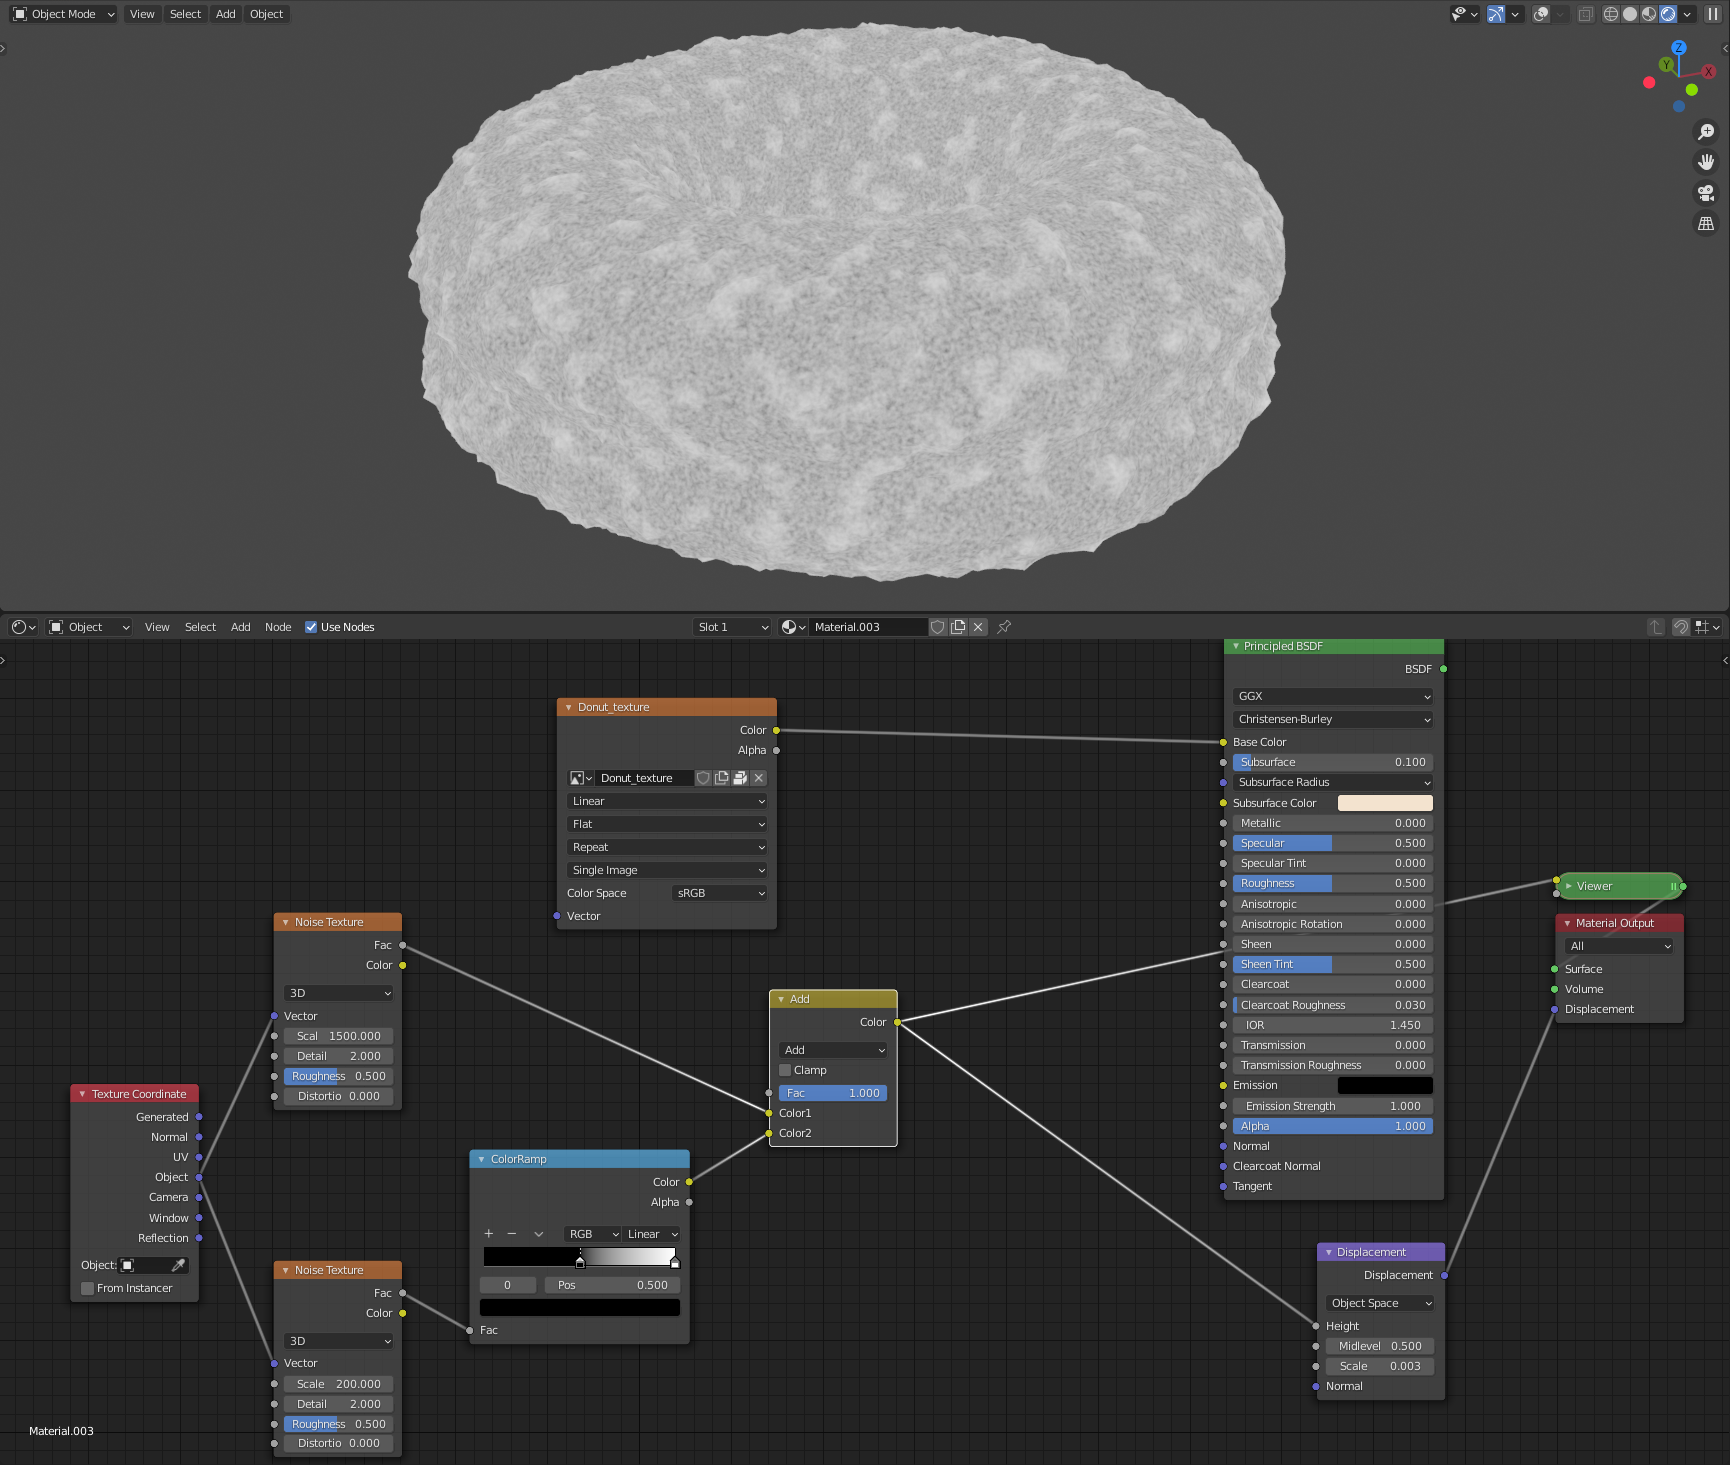 Object Mode View Select Add Object
Z
Y
X
Object View Select Add Node Use Nodes Slot 1 Material.003
Principled BSDF
BSDF
GGX
Christensen-Burley
Base Color
Subsurface 0.100
Subsurface Radius
Subsurface Color
Metallic 0.000
Specular 0.500
Specular Tint 0.000
Roughness 0.500
Anisotropic 0.000
Anisotropic Rotation 0.000
Sheen 0.000
Sheen Tint 0.500
Clearcoat 0.000
Clearcoat Roughness 0.030
IOR 1.450
Transmission 0.000
Transmission Roughness 0.000
Emission
Emission Strength 1.000
Alpha 1.000
Normal
Clearcoat Normal
Tangent
Donut_texture
Color
Alpha
Donut_texture
Linear
Flat
Repeat
Single Image
Color Space sRGB
Vector
Viewer
Material Output
All
Surface
Volume
Displacement
Noise Texture
Fac
Color
3D
Vector
Scal 1500.000
Detail 2.000
Roughness 0.500
Distortio 0.000
Add
Color
Add
Clamp
Fac 1.000
Color1
Color2
Texture Coordinate
Generated
Normal
UV
Object
Camera
Window
Reflection
Object:
From Instancer
ColorRamp
Color
Alpha
RGB Linear
0 Pos 0.500
Fac
Noise Texture
Fac
Color
3D
Vector
Scale 200.000
Detail 2.000
Roughness 0.500
Distortio 0.000
Displacement
Displacement
Object Space
Height
Midlevel 0.500
Scale 0.003
Normal
Material.003